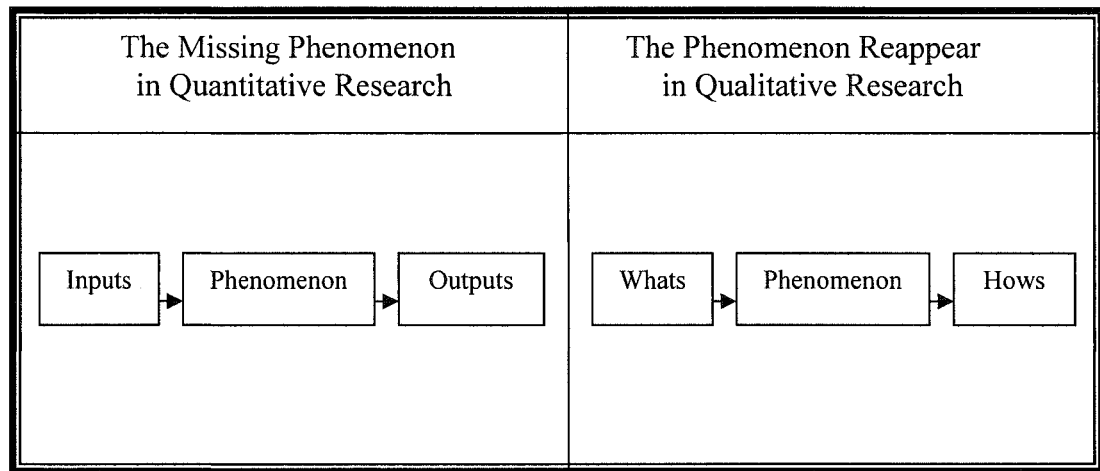 The Missing Phenomenon
in Quantitative Research
The Phenomenon Reappear
in Qualitative Research
Inputs
Phenomenon
Outputs
Whats
Phenomenon
Hows